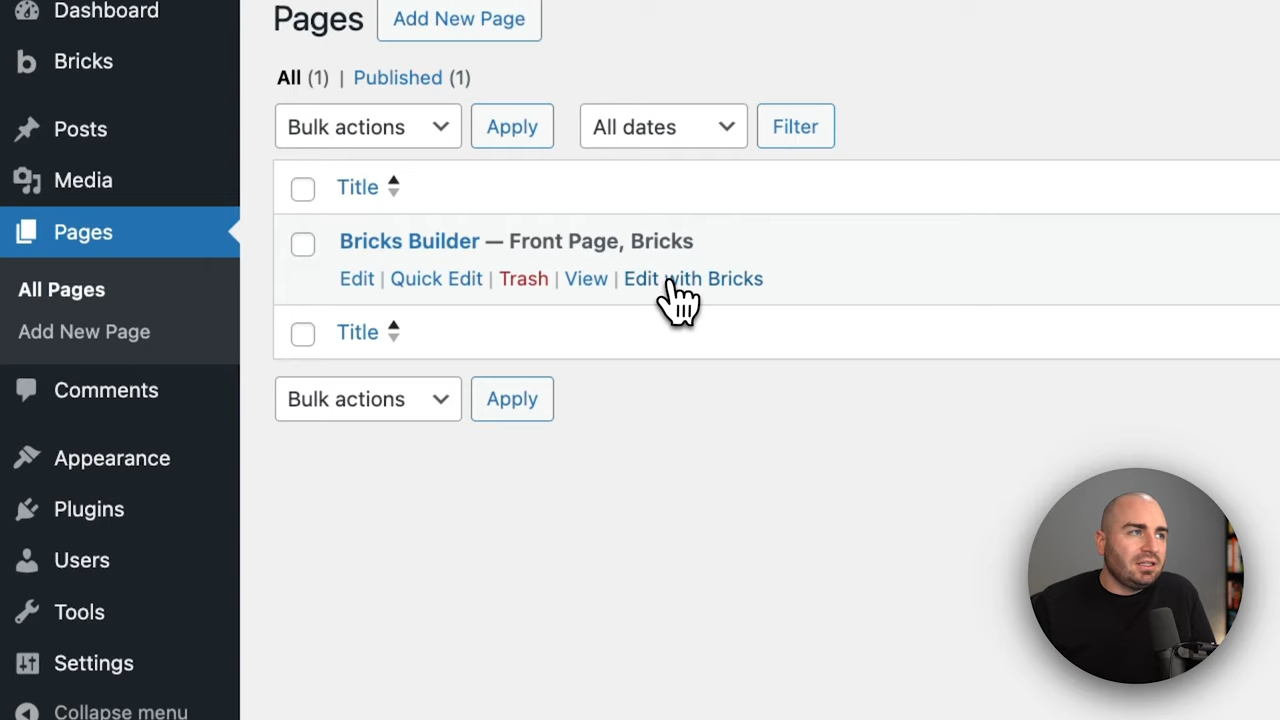 Dashboard
Bricks
Posts
Media
Pages
All Pages
Add New Page
Comments
Appearance
Plugins
Users
Tools
Settings
Collapse menu
Pages
Add New Page
All (1) | Published (1)
Bulk actions
Apply
All dates
Filter
Title
Bricks Builder — Front Page, Bricks
Edit | Quick Edit | Trash | View | Edit with Bricks
Title
Bulk actions
Apply